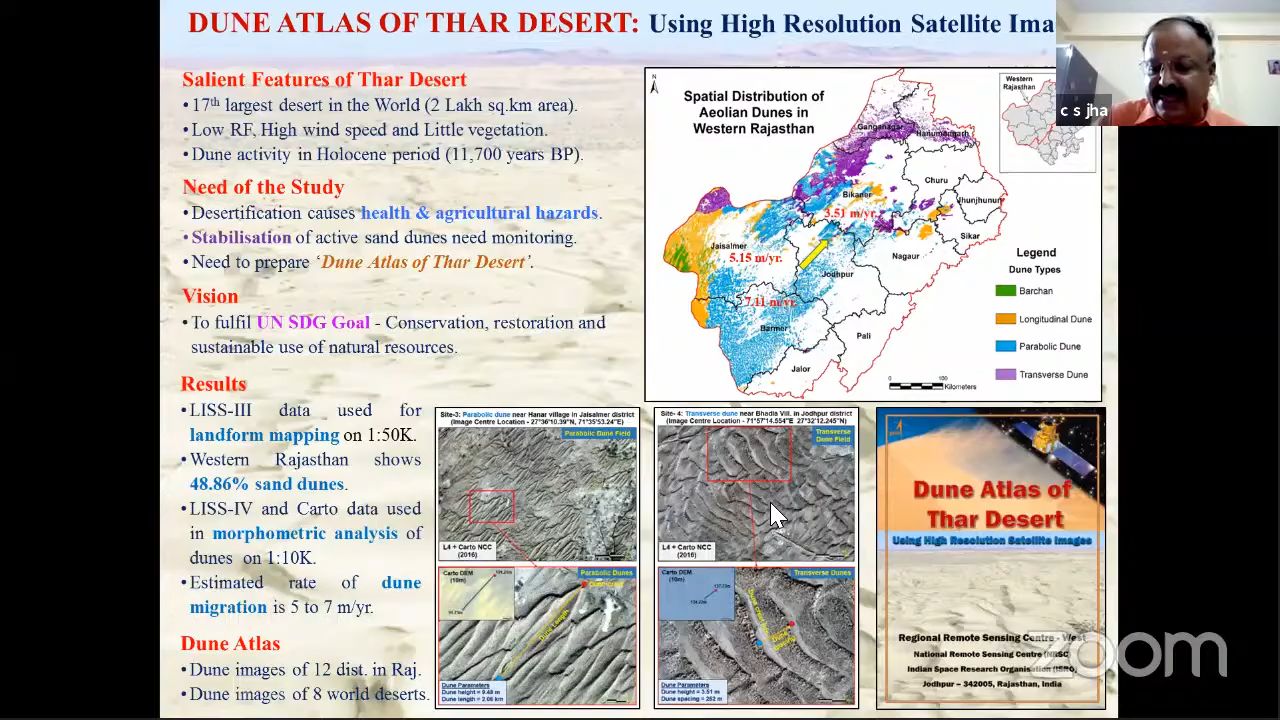 DUNE ATLAS OF THAR DESERT: Using High Resolution Satellite Ima
c s jha
Salient Features of Thar Desert
•17th largest desert in the World (2 Lakh sq.km area).
•Low RF, High wind speed and Little vegetation.
•Dune activity in Holocene period (11,700 years BP).
Need of the Study
•Desertification causes health & agricultural hazards.
•Stabilisation of active sand dunes need monitoring.
•Need to prepare ‘Dune Atlas of Thar Desert’.
Vision
•To fulfil UN SDG Goal - Conservation, restoration and
sustainable use of natural resources.
Results
•LISS-III data used for
landform mapping on 1:50K.
•Western Rajasthan shows
48.86% sand dunes.
•LISS-IV and Carto data used
in morphometric analysis of
dunes on 1:10K.
•Estimated rate of dune
migration is 5 to 7 m/yr.
Dune Atlas
•Dune images of 12 sites in Raj.
•Dune images of 8 world deserts
N
Spatial Distribution of
Aeolian Dunes in
Western Rajasthan
Western
Rajasthan
Ganganagar
Hanumangarh
Churu
Bikaner
Jhunjhunun
3.51 m/yr.
Sikar
Jaisalmer
5.15 m/yr.
Nagaur
Jodhpur
7.11 m/yr.
Barmer
Pali
Jalor
0 100
Kilometers
Legend
Dune Types
Barchan
Longitudinal Dune
Parabolic Dune
Transverse Dune
Site-3: Parabolic dune near Hanar village in Jaisalmer district
(Image Centre Location - 27°36'10.39"N, 71°35'53.24"E)
Parabolic Dune Field
L4 + Carto NCC
(2016)
Carto DEM
(10m)
Parabolic Dunes
Dune Length
Dune Parameters
Dune height = 9.48 m
Dune length = 2.06 km
Site- 4: Transverse dune near Bhadla Vill. in Jodhpur district
(Image Centre Location - 71°57'14.554"E 27°32'12.245"N)
Transverse
Dune Field
L4 + Carto NCC
(2016)
Carto DEM
(10m)
Transverse Dunes
Dune Parameters
Dune height = 3.51 m
Dune spacing = 252 m
Dune Atlas of
Thar Desert
Using High Resolution Satellite Images
Regional Remote Sensing Centre - West
National Remote Sensing Centre (NRSC)
Indian Space Research Organisation (ISRO)
Jodhpur – 342005, Rajasthan, India
zoom